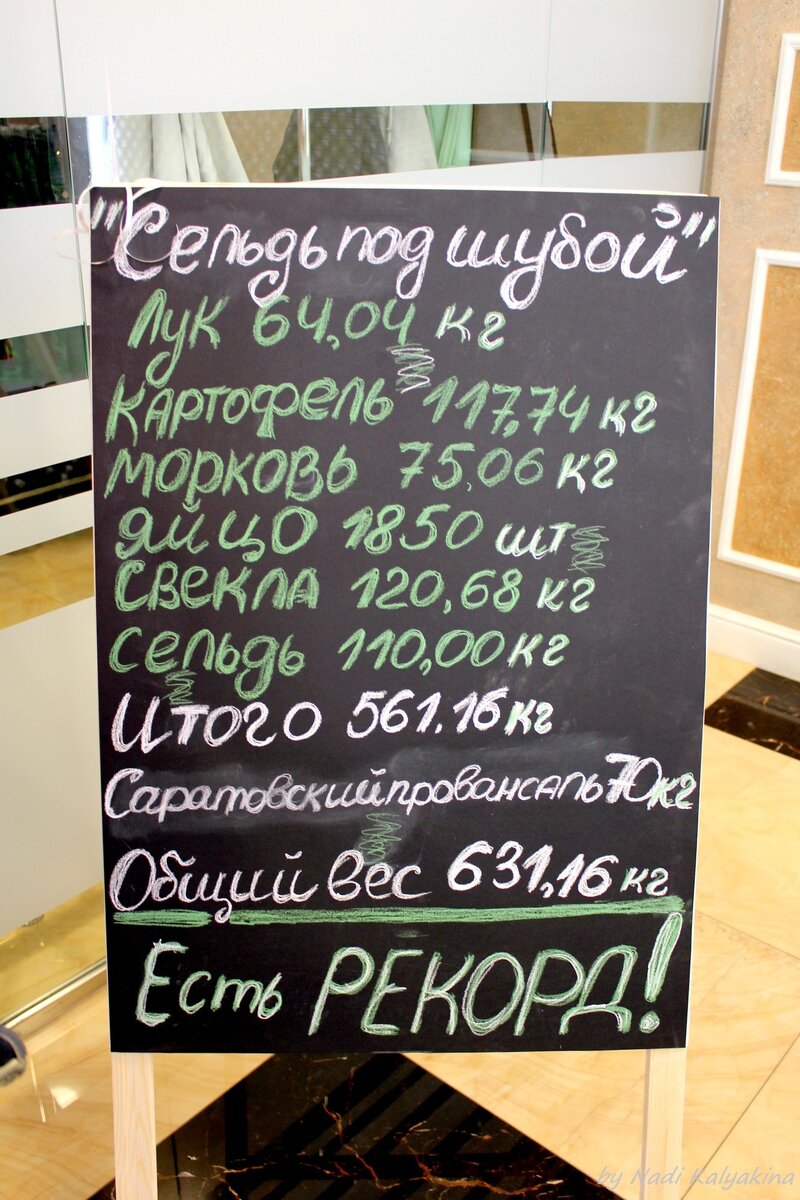 "Сельдь под шубой"
Лук 64,04 кг
Картофель 117,74 кг
морковь 75,06 кг
яйцо 1850 шт
свекла 120,68 кг
сельдь 110,00 кг
Итого 561.16 кг
Саратовский провансаль 70 кг
Общий вес 631,16 кг
Есть РЕКОРД!
by Nadi Kalyakina